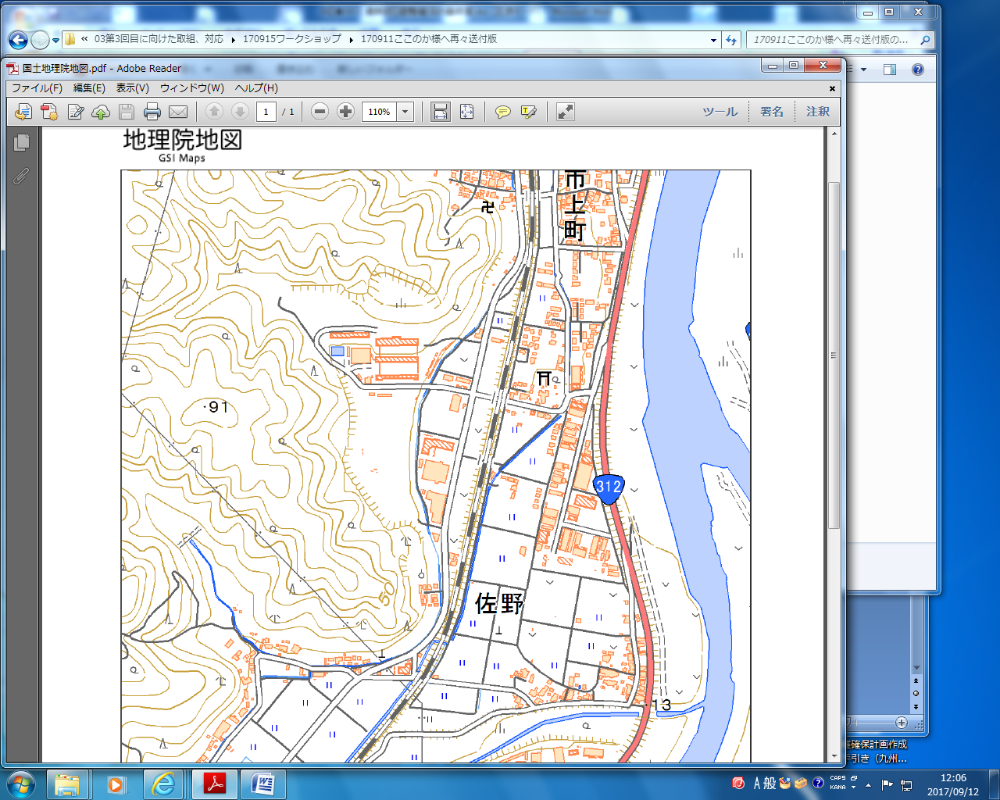 « 03第3回目に向けた取組、対応 ▸ 170915ワークショップ ▸ 170911ここのか様へ再々送付版
170911ここのか様へ再々送付版の...
国土地理院地図.pdf - Adobe Reader
ファイル(F) 編集(E) 表示(V) ウィンドウ(W) ヘルプ(H)
1 / 1
110%
ツール 署名 注釈
地理院地図
GSI Maps
市上町
91
312
50
佐野
13
確保計画作成
手引き（九州...
A 般
CAPS
KANA
12:06
2017/09/12